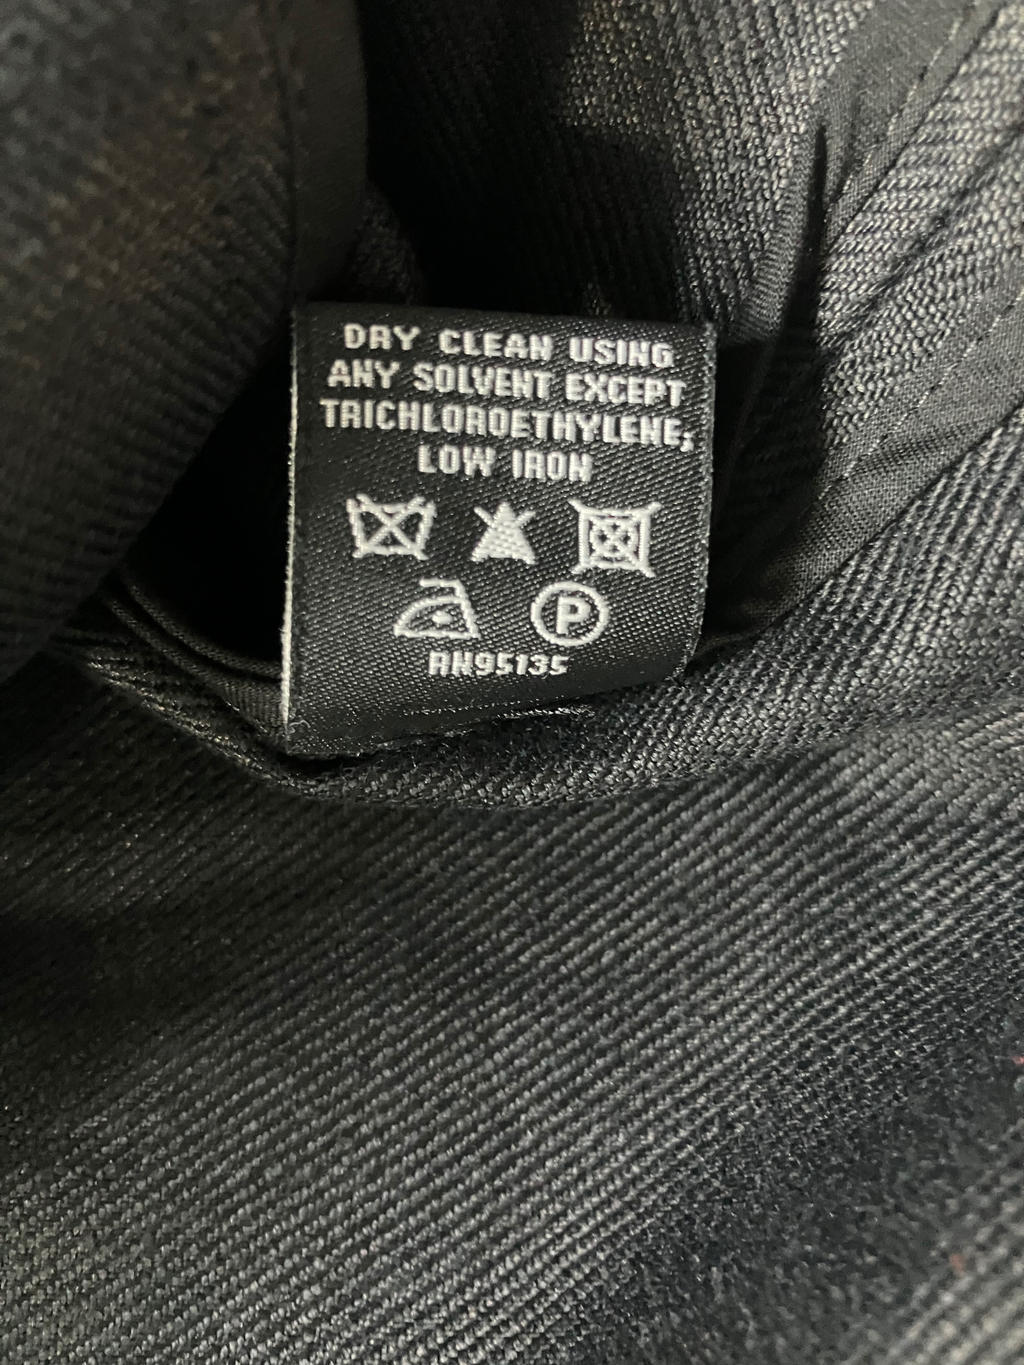 DRY CLEAN USING
ANY SOLVENT EXCEPT
TRICHLOROETHYLENE;
LOW IRON
P
RN95135